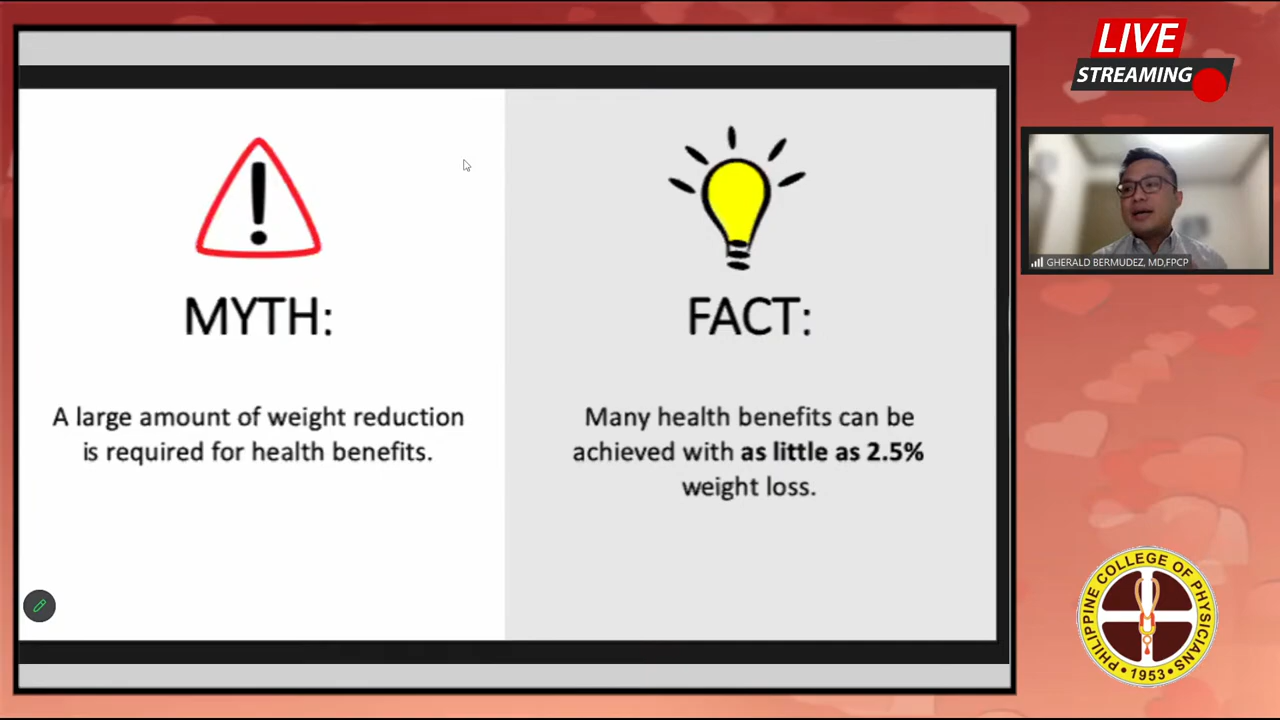 LIVE
STREAMING
MYTH:
A large amount of weight reduction
is required for health benefits.
FACT:
Many health benefits can be
achieved with as little as 2.5%
weight loss.
GHERALD BERMUDEZ, MD,FPCP
PHILIPPINE COLLEGE OF PHYSICIANS
1953